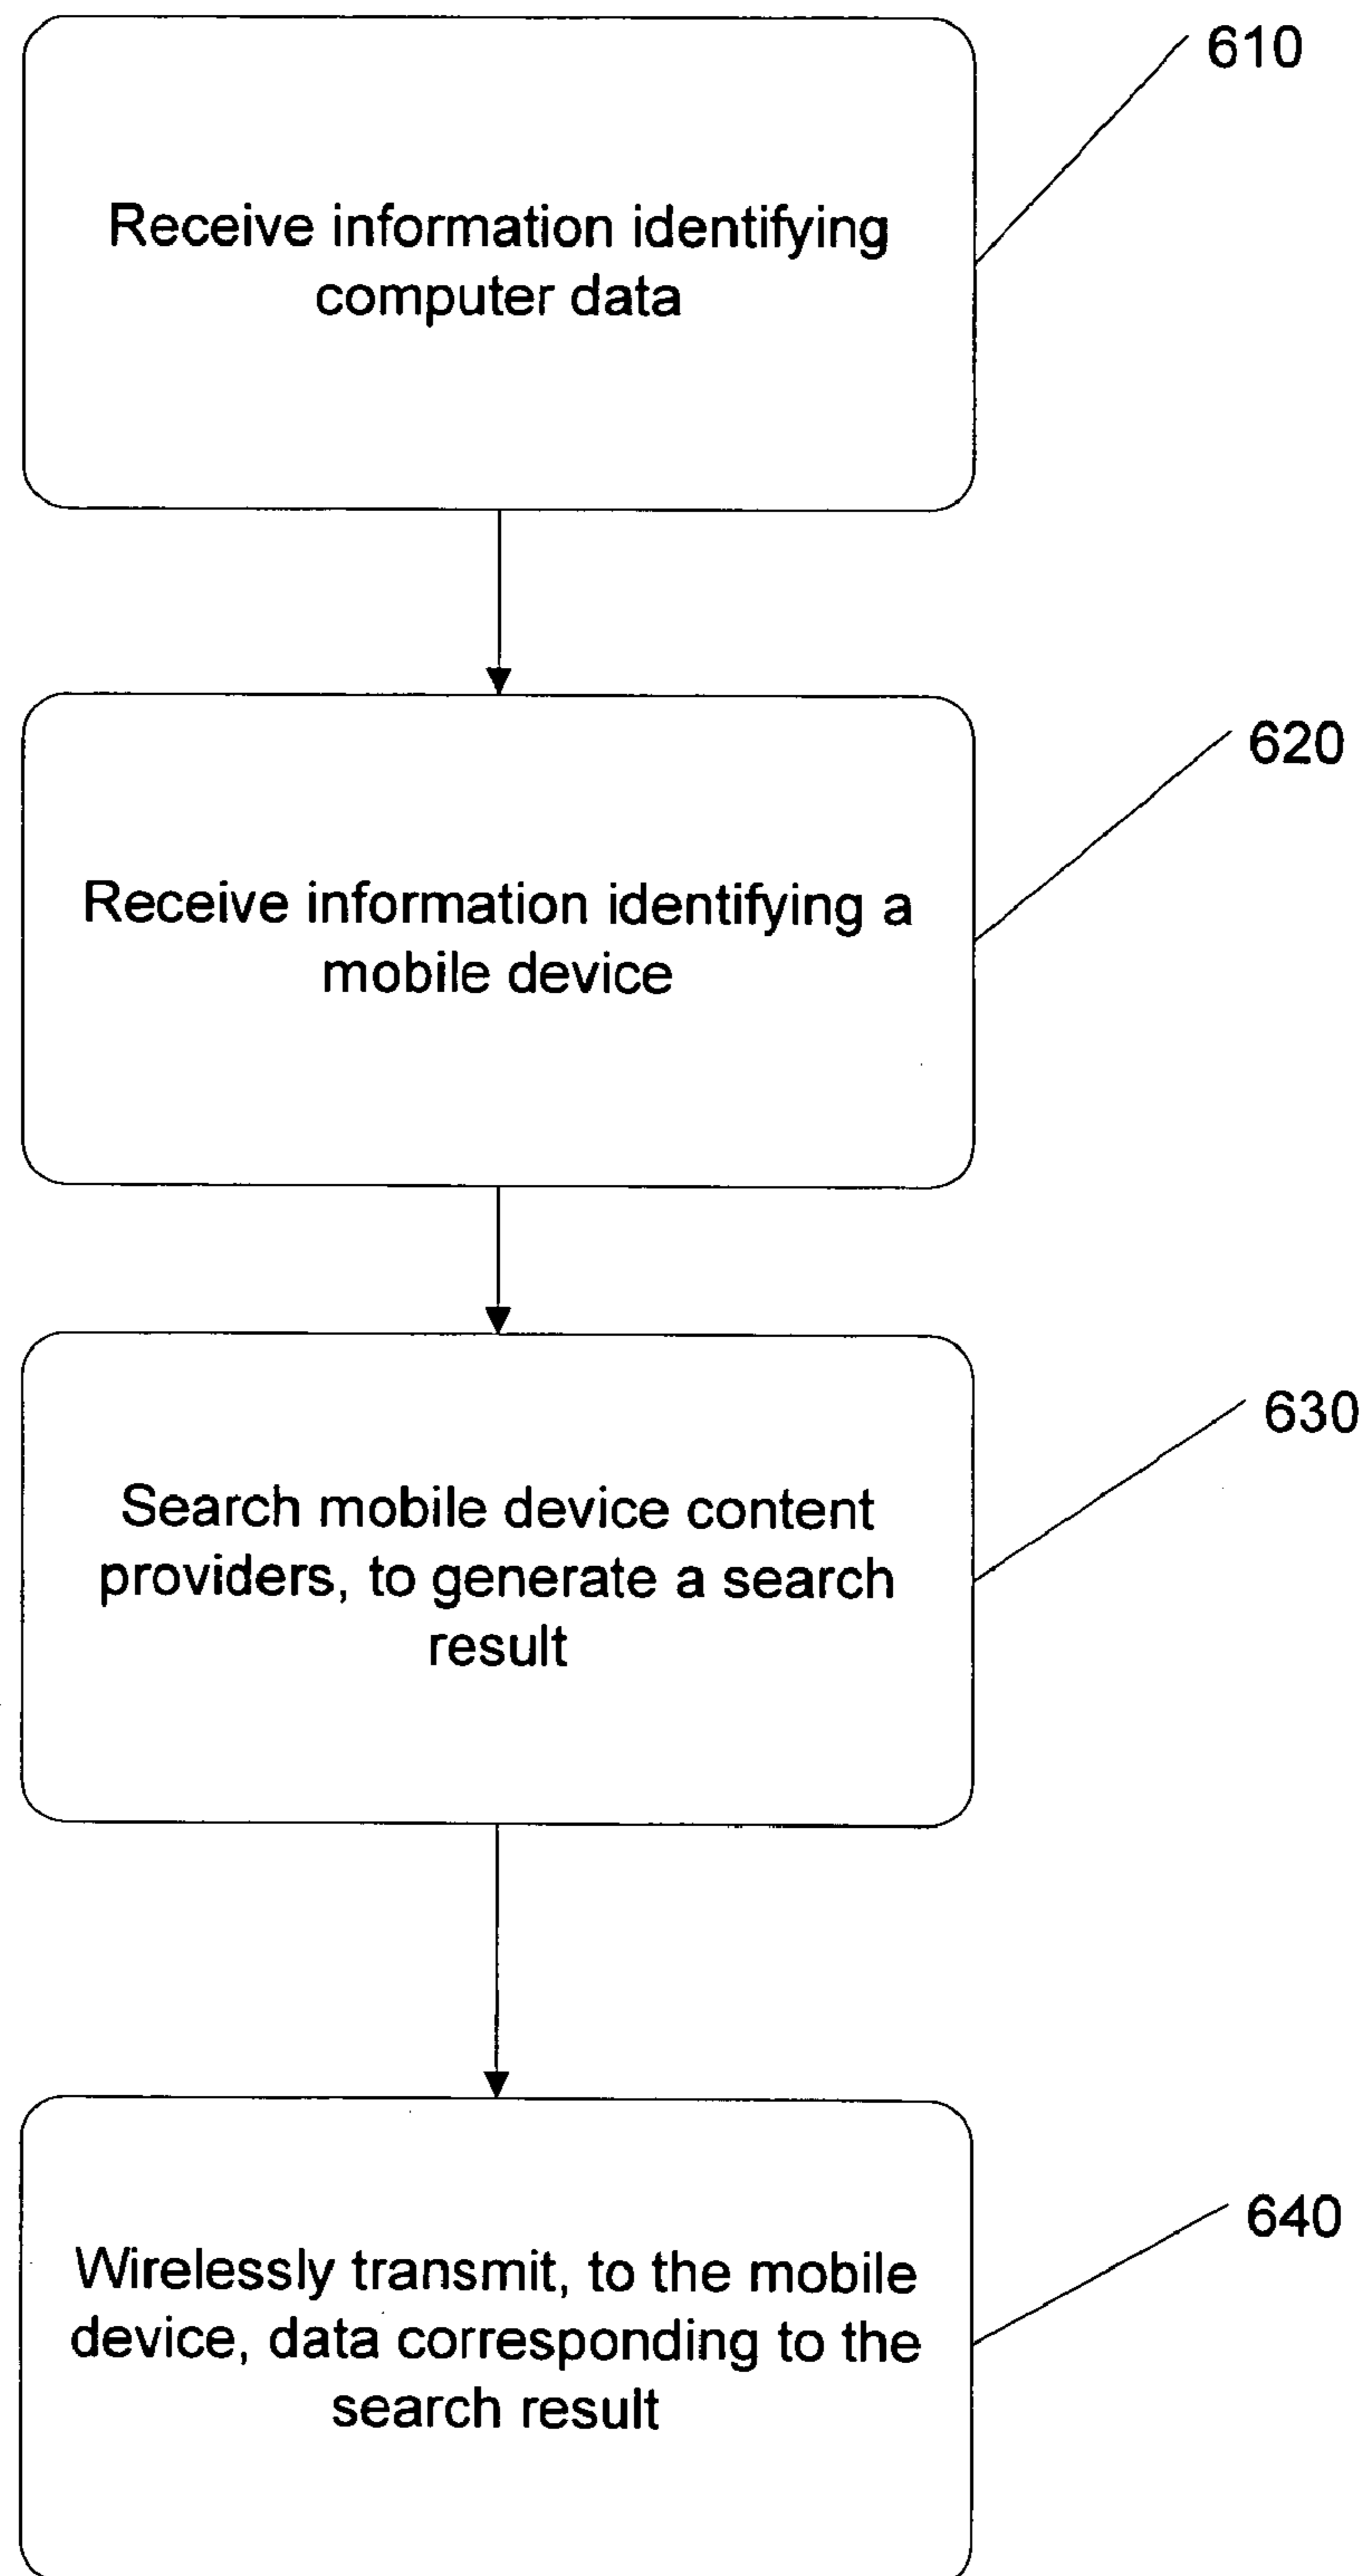 610
Receive information identifying
computer data
620
Receive information identifying a
mobile device
630
Search mobile device content
providers, to generate a search
result
640
Wirelessly transmit, to the mobile
device, data corresponding to the
search result